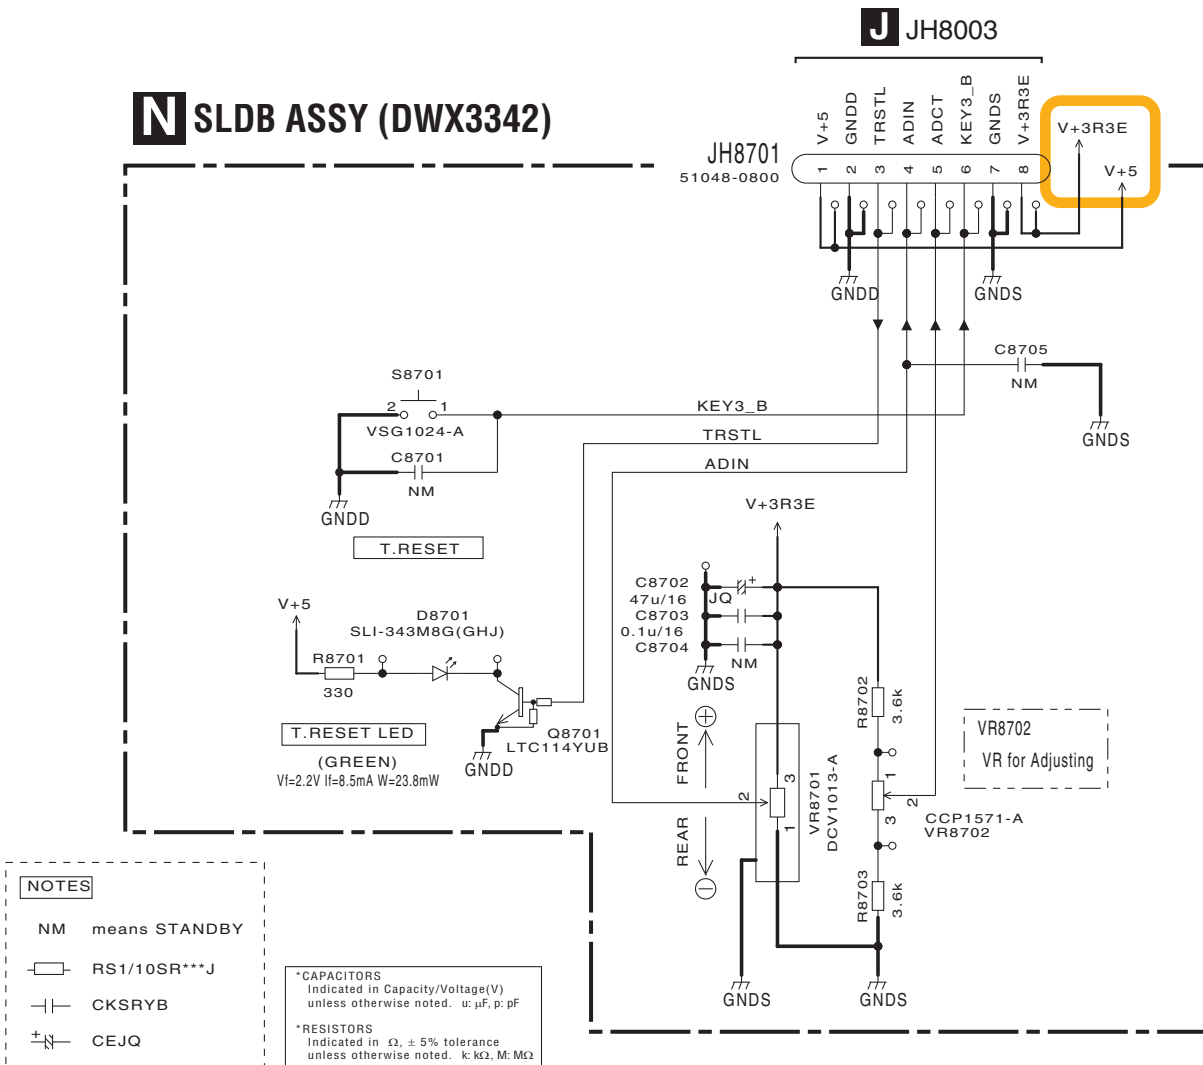 J JH8003
N SLDB ASSY (DWX3342)
V+5
GNDD
TRSTL
ADIN
ADCT
KEY3_B
GNDS
V+3R3E
JH8701
51048-0800
1 2 3 4 5 6 7 8
V+3R3E
V+5
GNDD
GNDS
C8705
NM
GNDS
S8701
2 1
VSG1024-A
C8701
NM
GNDD
T.RESET
KEY3_B
TRSTL
ADIN
V+3R3E
C8702
47u/16
JQ
+
C8703
0.1u/16
C8704
NM
GNDS
V+5
D8701
SLI-343M8G(GHJ)
R8701
330
Q8701
LTC114YUB
GNDD
T.RESET LED
(GREEN)
Vf=2.2V If=8.5mA W=23.8mW
+
FRONT
REAR
−
2
3
1
VR8701
DCV1013-A
R8702
3.6k
1
2
3
CCP1571-A
VR8702
R8703
3.6k
VR8702
VR for Adjusting
GNDS
GNDS
NOTES
NM means STANDBY
RS1/10SR***J
CKSRYB
+
CEJQ
*CAPACITORS
Indicated in Capacity/Voltage(V)
unless otherwise noted. u: μF, p: pF
*RESISTORS
Indicated in Ω, ± 5% tolerance
unless otherwise noted. k: kΩ, M: MΩ